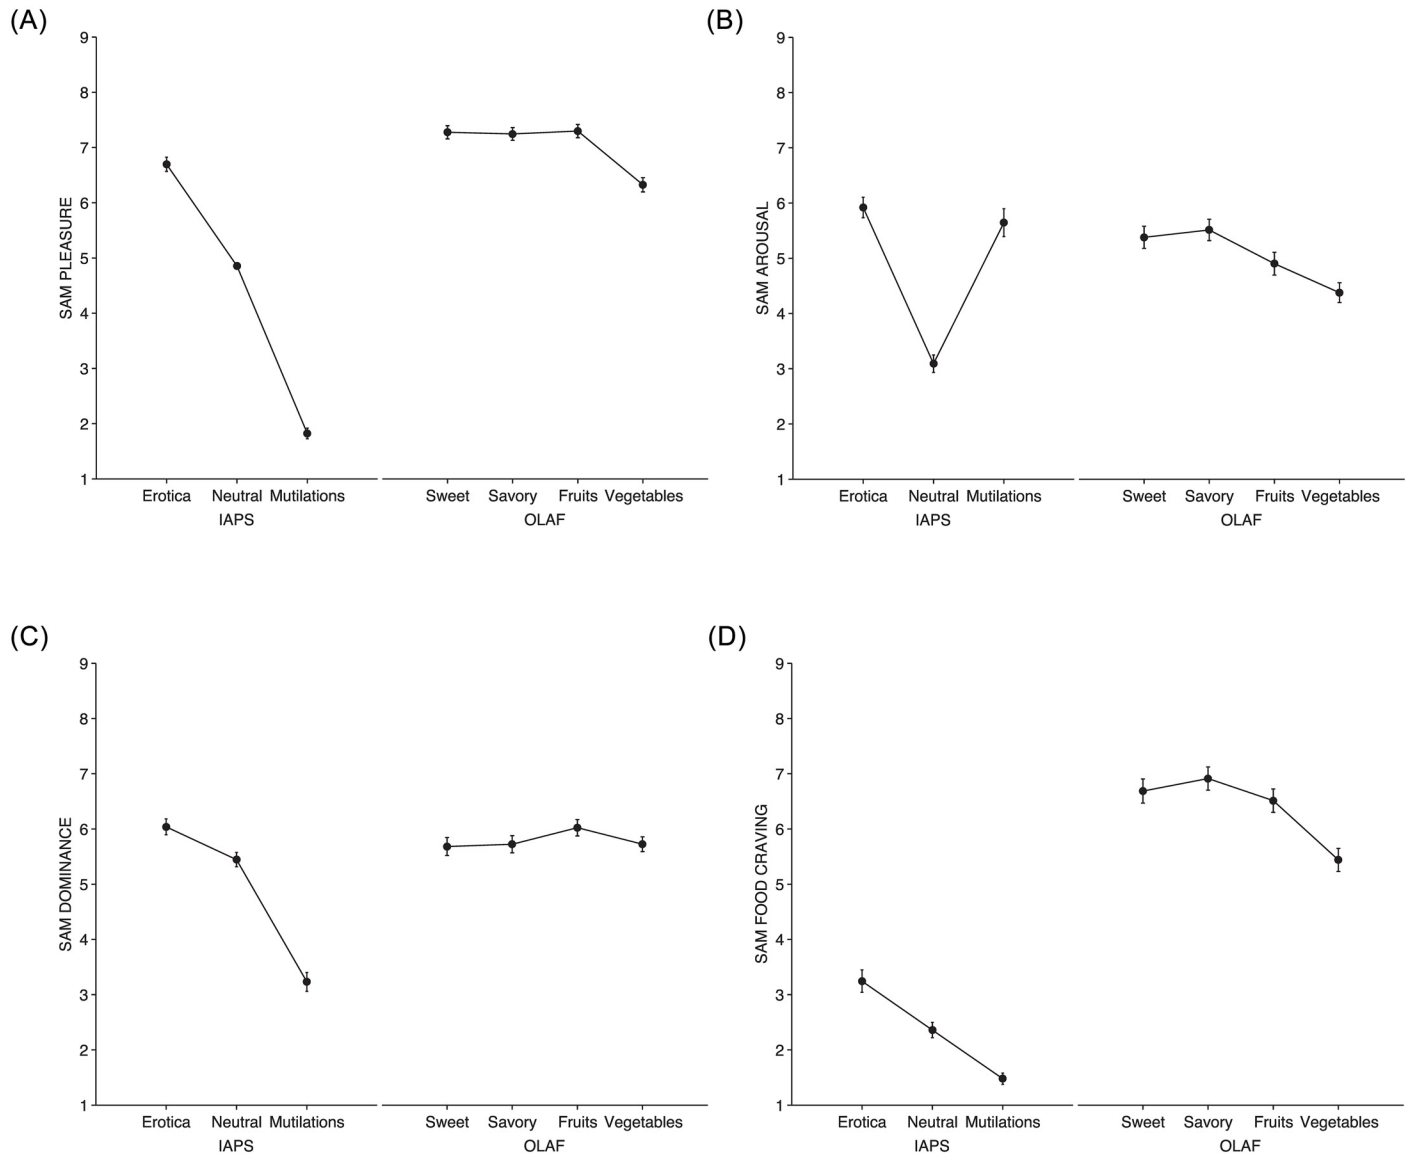 (A)
SAM PLEASURE
9
8
7
6
5
4
3
2
1
Erotica Neutral Mutilations Sweet Savory Fruits Vegetables
IAPS OLAF
(B)
SAM AROUSAL
9
8
7
6
5
4
3
2
1
Erotica Neutral Mutilations Sweet Savory Fruits Vegetables
IAPS OLAF
(C)
SAM DOMINANCE
9
8
7
6
5
4
3
2
1
Erotica Neutral Mutilations Sweet Savory Fruits Vegetables
IAPS OLAF
(D)
SAM FOOD CRAVING
9
8
7
6
5
4
3
2
1
Erotica Neutral Mutilations Sweet Savory Fruits Vegetables
IAPS OLAF